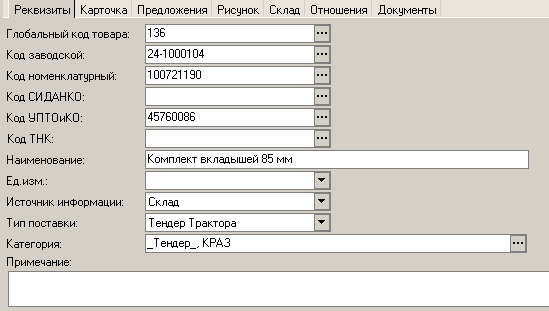 Реквизиты Карточка Предложения Рисунок Склад Отношения Документы
Глобальный код товара: 136 ...
Код заводской: 24-1000104 ...
Код номенклатурный: 100721190 ...
Код СИДАНКО: ...
Код УПТОиКО: 45760086 ...
Код ТНК: ...
Наименование: Комплект вкладышей 85 мм
Ед.изм.:
Источник информации: Склад
Тип поставки: Тендер Трактора
Категория: _Тендер_, КРАЗ ...
Примечание: